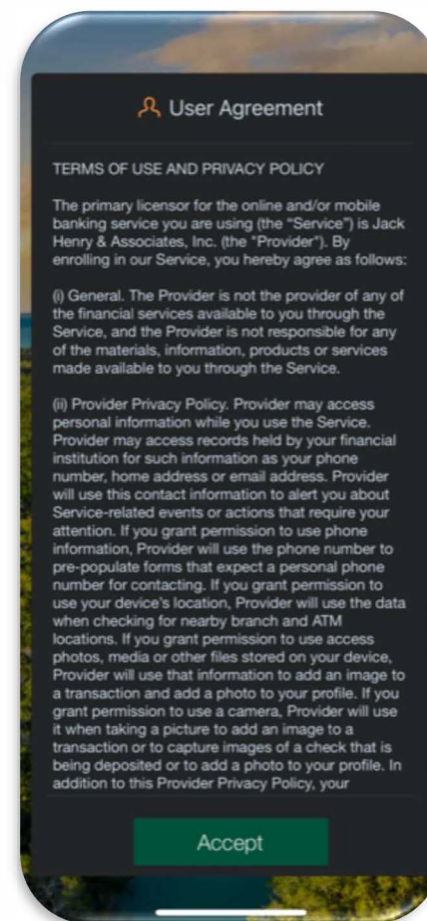 User Agreement
TERMS OF USE AND PRIVACY POLICY
The primary licensor for the online and/or mobile
banking service you are using (the “Service”) is Jack
Henry & Associates, Inc. (the "Provider"). By
enrolling in our Service, you hereby agree as follows:
(i) General. The Provider is not the provider of any of
the financial services available to you through the
Service, and the Provider is not responsible for any
of the materials, information, products or services
made available to you through the Service.
(ii) Provider Privacy Policy. Provider may access
personal information while you use the Service.
Provider may access records held by your financial
institution for such information as your phone
number, home address or email address. Provider
will use this contact information to alert you about
Service-related events or actions that require your
attention. If you grant permission to use phone
information, Provider will use the phone number to
pre-populate forms that expect a personal phone
number for contacting. If you grant permission to
use your device's location, Provider will use the data
when checking for nearby branch and ATM
locations. If you grant permission to use access
photos, media or other files stored on your device,
Provider will use that information to add an image to
a transaction and add a photo to your profile. If you
grant permission to use a camera, Provider will use
it when taking a picture to add an image to a
transaction or to capture images of a check that is
being deposited or to add a photo to your profile. In
addition to this Provider Privacy Policy, your
Accept